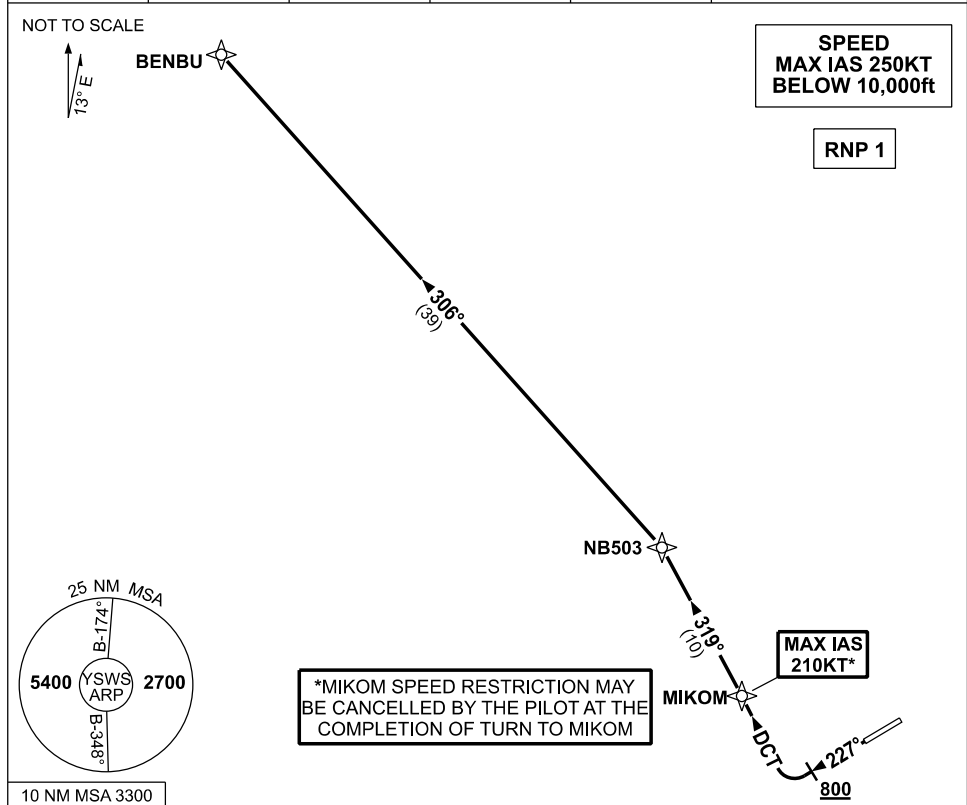 NOT TO SCALE
13° E
BENBU
SPEED
MAX IAS 250KT
BELOW 10,000ft
RNP 1
306°
(39)
NB503
319°
(10)
MAX IAS
210KT*
MIKOM
*MIKOM SPEED RESTRICTION MAY
BE CANCELLED BY THE PILOT AT THE
COMPLETION OF TURN TO MIKOM
DCT
227°
800
25 NM MSA
B-174°
5400
YSWS
ARP
2700
B-348°
10 NM MSA 3300